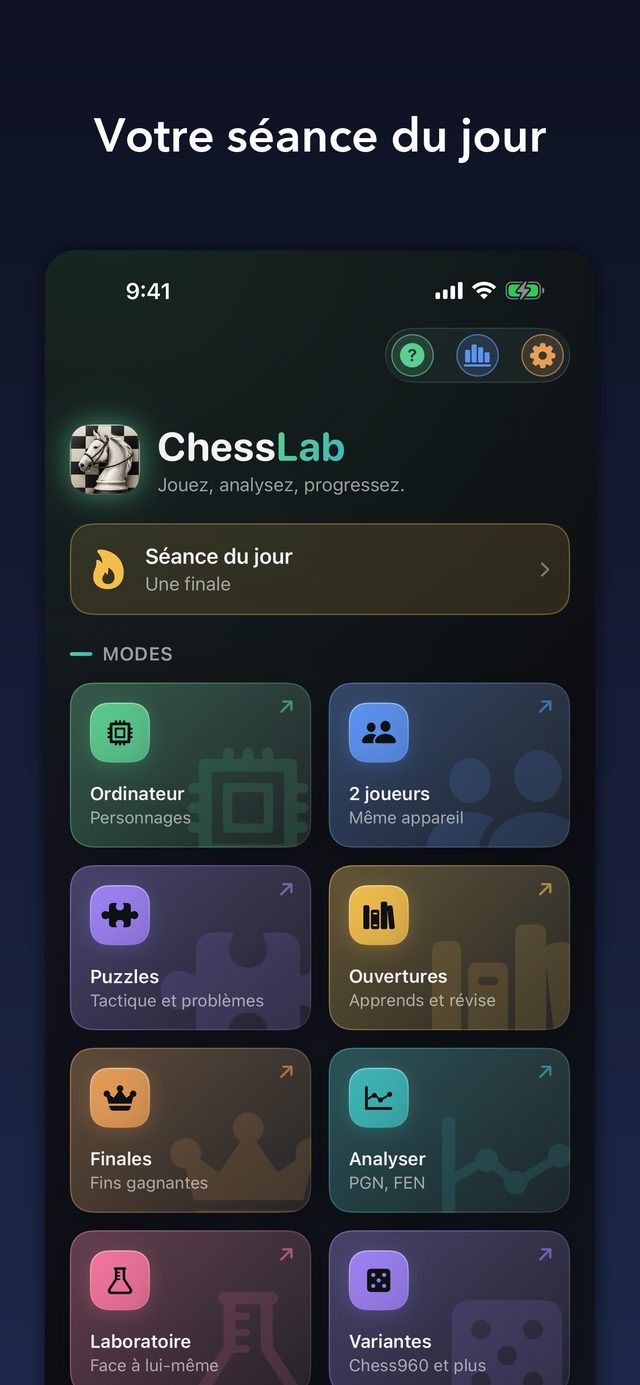 Votre séance du jour
9:41
?
ChessLab
Jouez, analysez, progressez.
Séance du jour
Une finale
MODES
Ordinateur
Personnages
2 joueurs
Même appareil
Puzzles
Tactique et problèmes
Ouvertures
Apprends et révise
Finales
Fins gagnantes
Analyser
PGN, FEN
Laboratoire
Face à lui-même
Variantes
Chess960 et plus